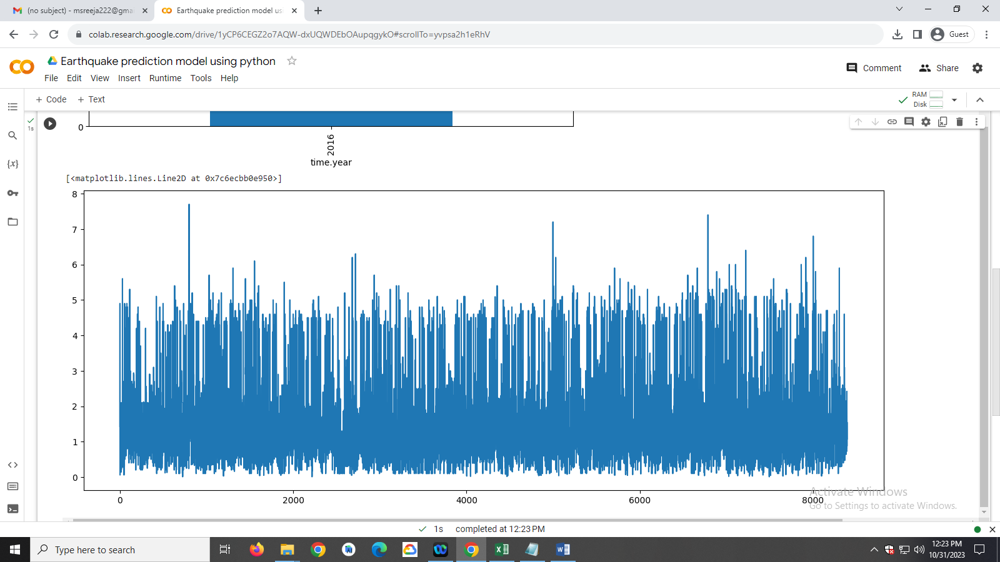 (no subject) - msreeja222@gmai
Earthquake prediction model us
colab.research.google.com/drive/1yCP6CEGZ2o7AQW-dxUQWDEbOAupqgykO#scrollTo=yvpsa2h1eRhV
Guest
Earthquake prediction model using python
File Edit View Insert Runtime Tools Help
Comment
Share
+ Code + Text
RAM
Disk
1s
0
2016
time.year
{x}
[<matplotlib.lines.Line2D at 0x7c6ecbb0e950>]
8
7
6
5
4
3
2
1
0
0 2000 4000 6000 8000
Activate Windows
Go to Settings to activate Windows.
1s completed at 12:23 PM
Type here to search
12:23 PM
10/31/2023